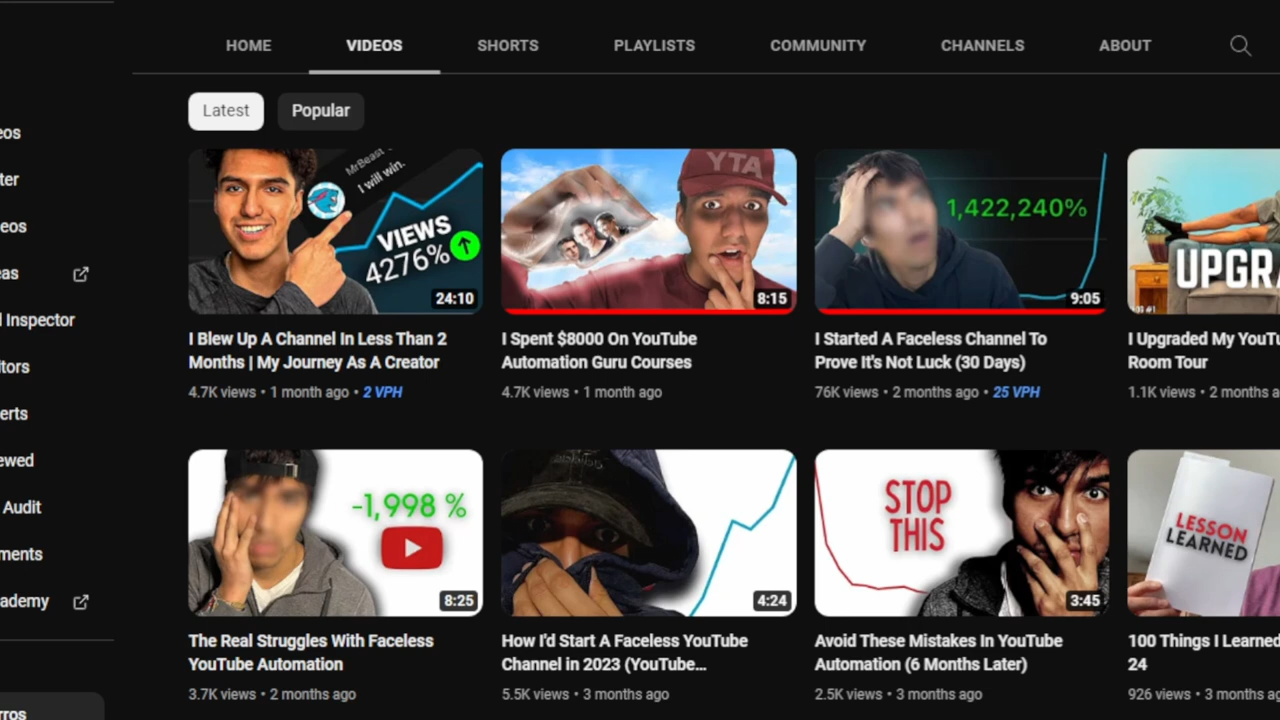 HOME VIDEOS SHORTS PLAYLISTS COMMUNITY CHANNELS ABOUT
Latest Popular
eos
ter
eos
eas
l Inspector
tors
erts
ewed
Audit
ments
ademy
rros
MrBeast
I will win.
VIEWS
4276%
24:10
I Blew Up A Channel In Less Than 2
Months | My Journey As A Creator
4.7K views • 1 month ago • 2 VPH
YTA
8:15
I Spent $8000 On YouTube
Automation Guru Courses
4.7K views • 1 month ago
1,422,240%
9:05
I Started A Faceless Channel To
Prove It's Not Luck (30 Days)
76K views • 2 months ago • 25 VPH
UPGRA
I Upgraded My YouTu
Room Tour
1.1K views • 2 months a
-1,998 %
8:25
The Real Struggles With Faceless
YouTube Automation
3.7K views • 2 months ago
4:24
How I'd Start A Faceless YouTube
Channel in 2023 (YouTube...
5.5K views • 3 months ago
STOP
THIS
3:45
Avoid These Mistakes In YouTube
Automation (6 Months Later)
2.5K views • 3 months ago
LESSON
LEARNED
100 Things I Learned
24
926 views • 3 months ag